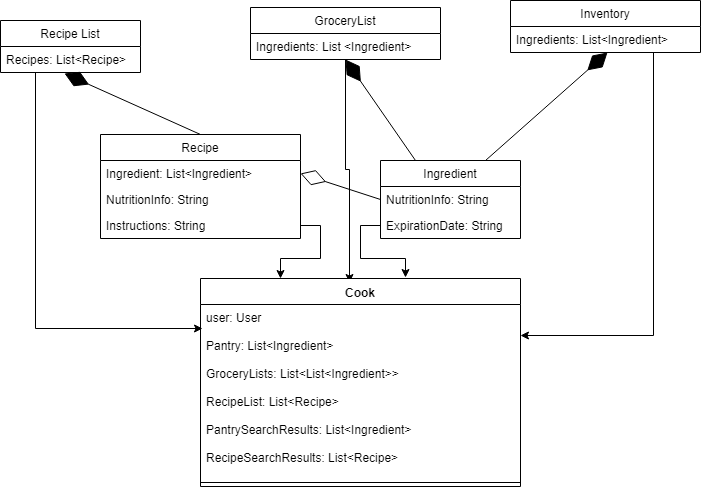 Recipe List
Recipes: List<Recipe>
GroceryList
Ingredients: List <Ingredient>
Inventory
Ingredients: List<Ingredient>
Recipe
Ingredient: List<Ingredient>
NutritionInfo: String
Instructions: String
Ingredient
NutritionInfo: String
ExpirationDate: String
Cook
user: User
Pantry: List<Ingredient>
GroceryLists: List<List<Ingredient>>
RecipeList: List<Recipe>
PantrySearchResults: List<Ingredient>
RecipeSearchResults: List<Recipe>